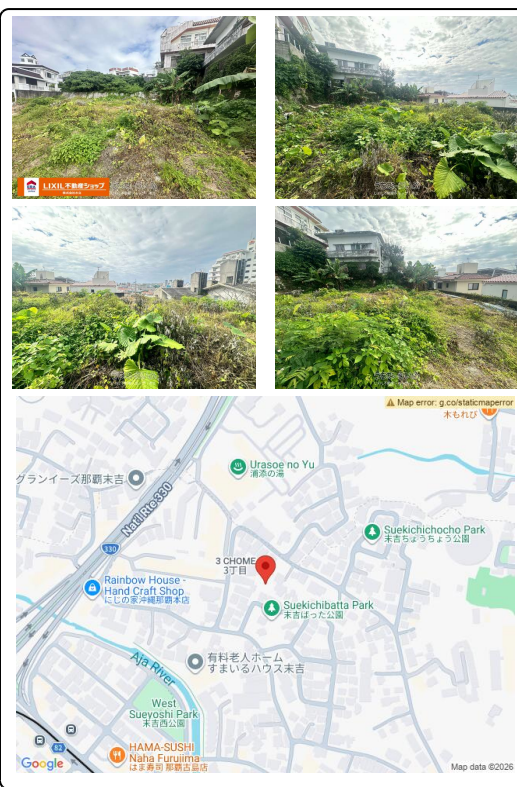 LIXIL不動産ショップ
Map error: g.co/staticmaperror
木もれび
Urasoe no Yu
浦添の湯
グランイーズ那覇末吉
Nat'l Rte 330
330
Suekichichocho Park
末吉ちょうちょう公園
3 CHOME
3丁目
Rainbow House -
Hand Craft Shop
にじの家沖縄那覇本店
Suekichibatta Park
末吉ばった公園
有料老人ホーム
すまいるハウス末吉
Aja River
West
Sueyoshi Park
末吉西公園
82
HAMA-SUSHI
Naha Furujima
はま寿司 那覇古島店
Google
Map data ©2026